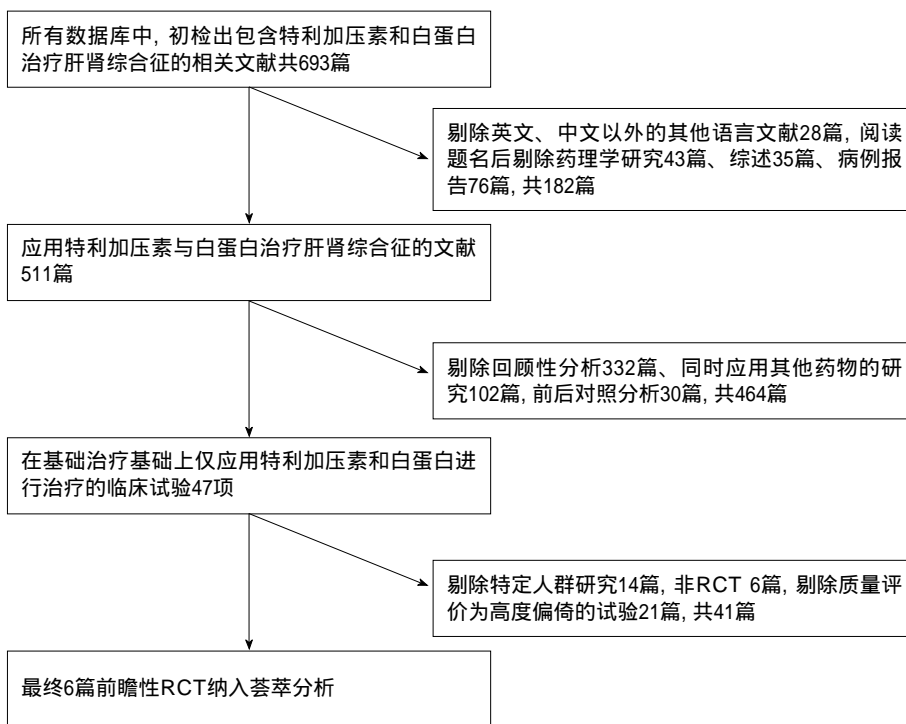 所有数据库中, 初检出包含特利加压素和白蛋白
治疗肝肾综合征的相关文献共693篇
剔除英文、中文以外的其他语言文献28篇, 阅读
题名后剔除药理学研究43篇、综述35篇、病例报
告76篇, 共182篇
应用特利加压素与白蛋白治疗肝肾综合征的文献
511篇
剔除回顾性分析332篇、同时应用其他药物的研
究102篇, 前后对照分析30篇, 共464篇
在基础治疗基础上仅应用特利加压素和白蛋白进
行治疗的临床试验47项
剔除特定人群研究14篇, 非RCT 6篇, 剔除质量评
价为高度偏倚的试验21篇, 共41篇
最终6篇前瞻性RCT纳入荟萃分析